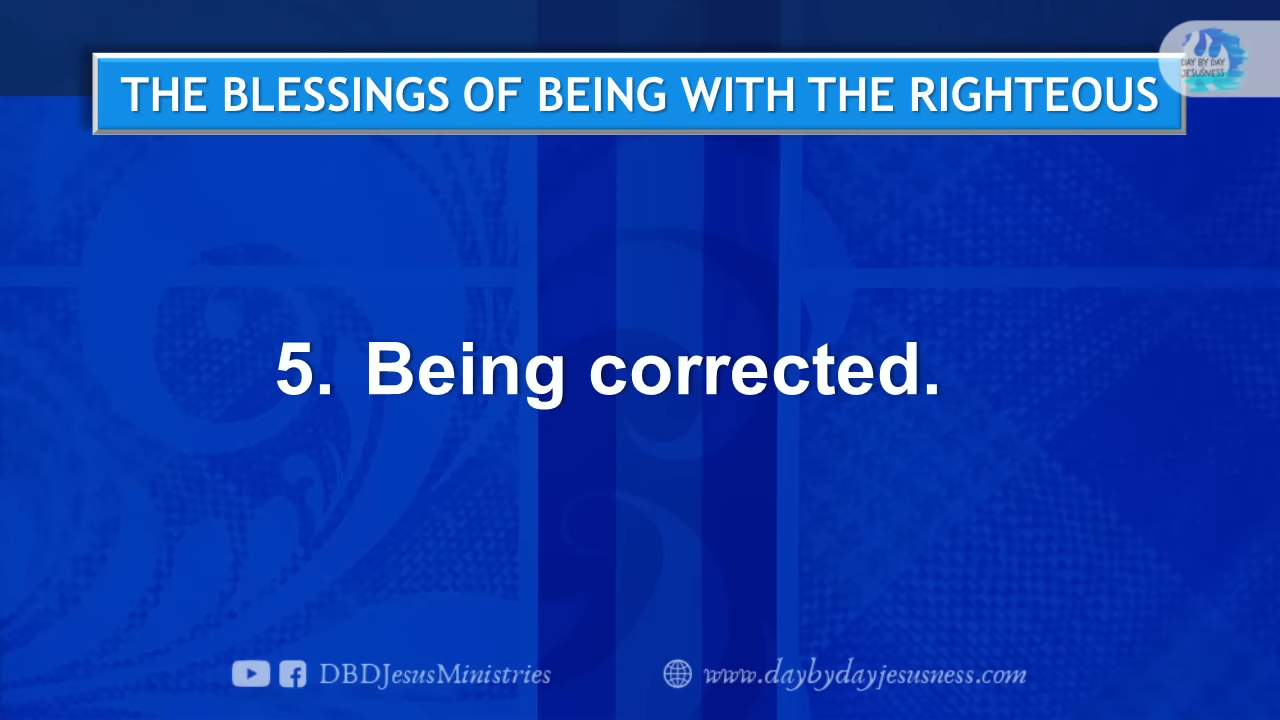 THE BLESSINGS OF BEING WITH THE RIGHTEOUS
DAY BY DAY
JESUSNESS
5. Being corrected.
DBDJesusMinistries
www.daybydayjesusness.com